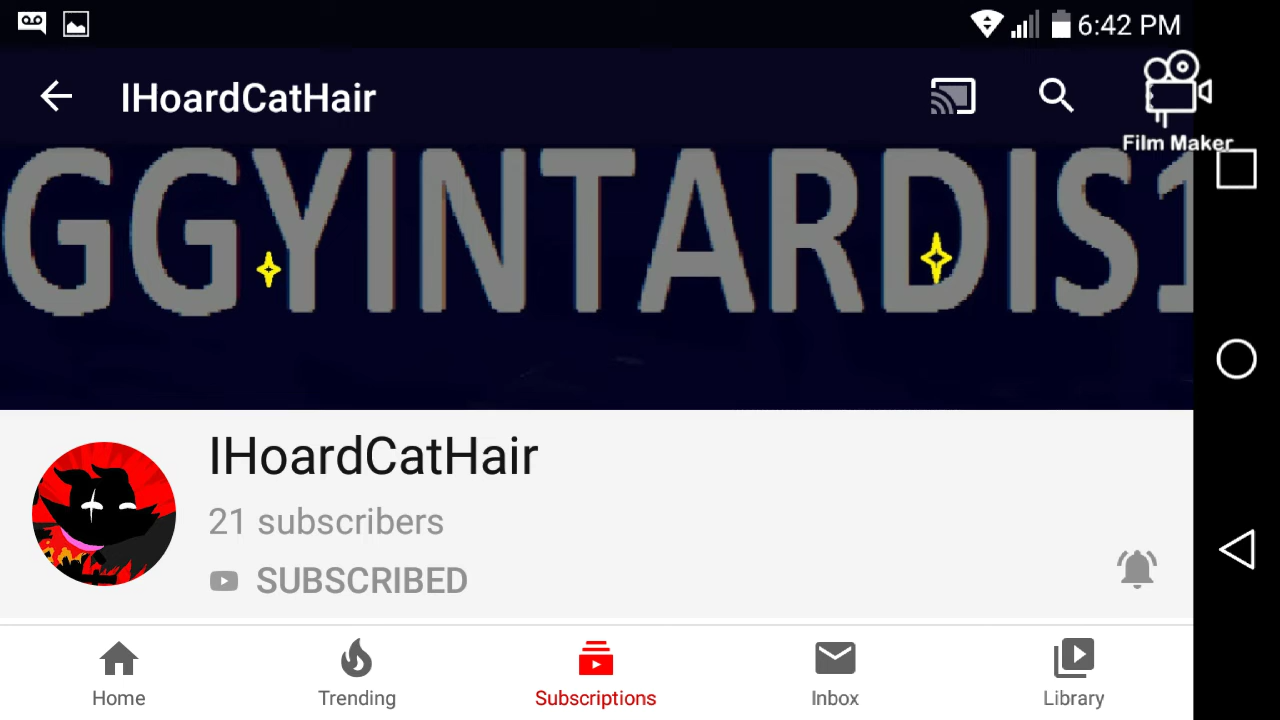 6:42 PM
IHoardCatHair
Film Maker
GGYINTARDIS1
IHoardCatHair
21 subscribers
SUBSCRIBED
Home Trending Subscriptions Inbox Library